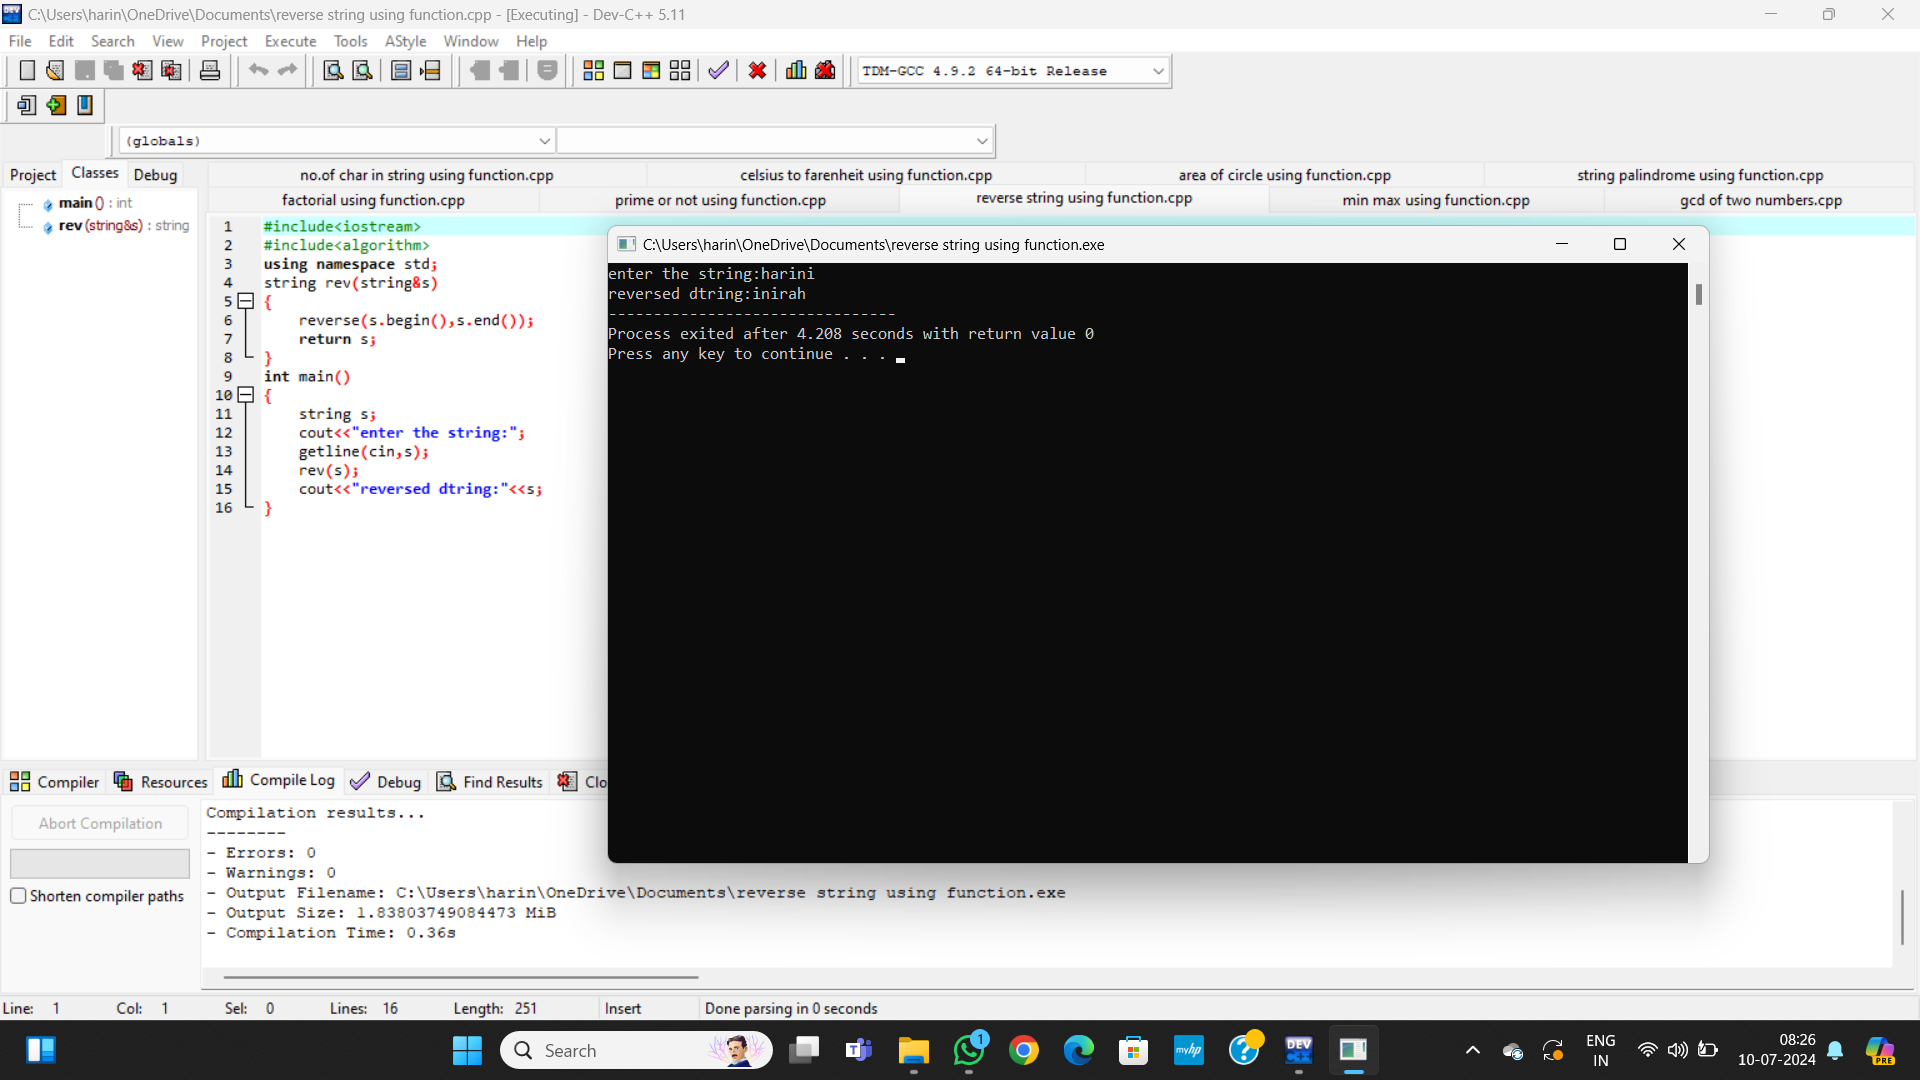 C:\Users\harin\OneDrive\Documents\reverse string using function.cpp - [Executing] - Dev-C++ 5.11
File Edit Search View Project Execute Tools AStyle Window Help
TDM-GCC 4.9.2 64-bit Release
(globals)
Project Classes Debug
no.of char in string using function.cpp celsius to farenheit using function.cpp area of circle using function.cpp string palindrome using function.cpp
factorial using function.cpp prime or not using function.cpp reverse string using function.cpp min max using function.cpp gcd of two numbers.cpp
main () : int
rev (string&s) : string
1 #include<iostream>
2 #include<algorithm>
3 using namespace std;
4 string rev(string&s)
5 {
6 reverse(s.begin(),s.end());
7 return s;
8 }
9 int main()
10 {
11 string s;
12 cout<<"enter the string:";
13 getline(cin,s);
14 rev(s);
15 cout<<"reversed dtring:"<<s;
16 }
C:\Users\harin\OneDrive\Documents\reverse string using function.exe
enter the string:harini
reversed dtring:inirah
--------------------------------
Process exited after 4.208 seconds with return value 0
Press any key to continue . . .
Compiler Resources Compile Log Debug Find Results Clo
Abort Compilation
Shorten compiler paths
Compilation results...
--------
- Errors: 0
- Warnings: 0
- Output Filename: C:\Users\harin\OneDrive\Documents\reverse string using function.exe
- Output Size: 1.83803749084473 MiB
- Compilation Time: 0.36s
Line: 1 Col: 1 Sel: 0 Lines: 16 Length: 251 Insert Done parsing in 0 seconds
Search
1
myhp
DEV C++
ENG
IN
08:26
10-07-2024
PRE